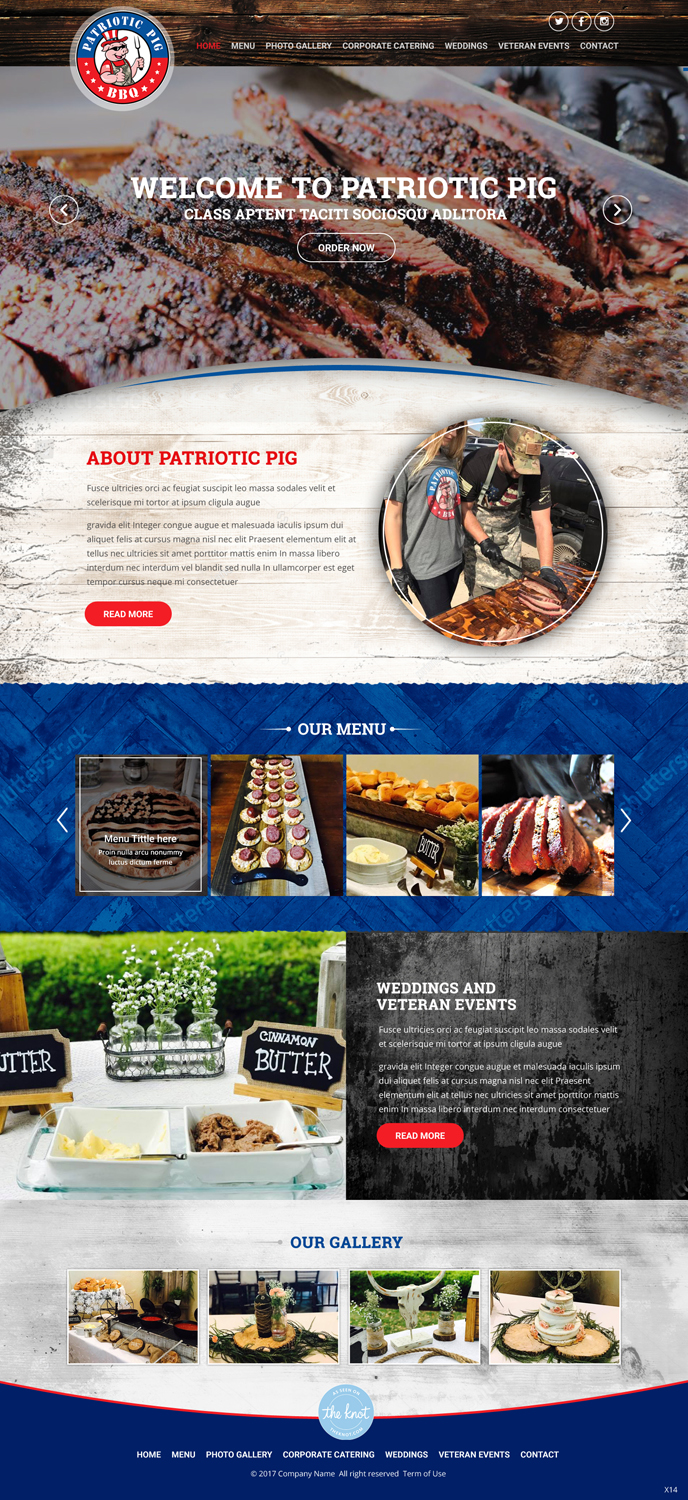 PATRIOTIC PIG
BBQ
HOME MENU PHOTO GALLERY CORPORATE CATERING WEDDINGS VETERAN EVENTS CONTACT
WELCOME TO PATRIOTIC PIG
CLASS APTENT TACITI SOCIOSQU ADLITORA
ORDER NOW
ABOUT PATRIOTIC PIG
Fusce ultricies orci ac feugiat suscipit leo massa sodales velit et
scelerisque mi tortor at ipsum cligula augue
gravida elit Integer congue augue et malesuada iaculis ipsum dui
aliquet felis at cursus magna mi nisl mi Praesent elementum elit at
tellus nec ultricies sit amet porttitor mattis enim In massa libero
interdum nec interdum vel blandit sed nulla In ullamcorper est eget
tempor cursus neque mi consectetuer
READ MORE
PATRIOTIC PIG
BBQ
OUR MENU
Menu Tittle here
Proin nulla arcu nonummy
luctus dictum ferme
BUTTER
WEDDINGS AND
VETERAN EVENTS
Fusce ultricies orci ac feugiat suscipit leo massa sodales velit
et scelerisque mi tortor at ipsum cligula augue
gravida elit Integer congue augue et malesuada iaculis ipsum
dui aliquet felis at cursus magna mi nisl mi Praesent
elementum elit at tellus nec ultricies sit amet porttitor mattis
enim In massa libero interdum nec interdum consectetuer
READ MORE
UTTER
CINNAMON
BUTTER
OUR GALLERY
AS SEEN ON
the knot
THEKNOT.COM
HOME MENU PHOTO GALLERY CORPORATE CATERING WEDDINGS VETERAN EVENTS CONTACT
© 2017 Company Name All right reserved Term of Use
X14